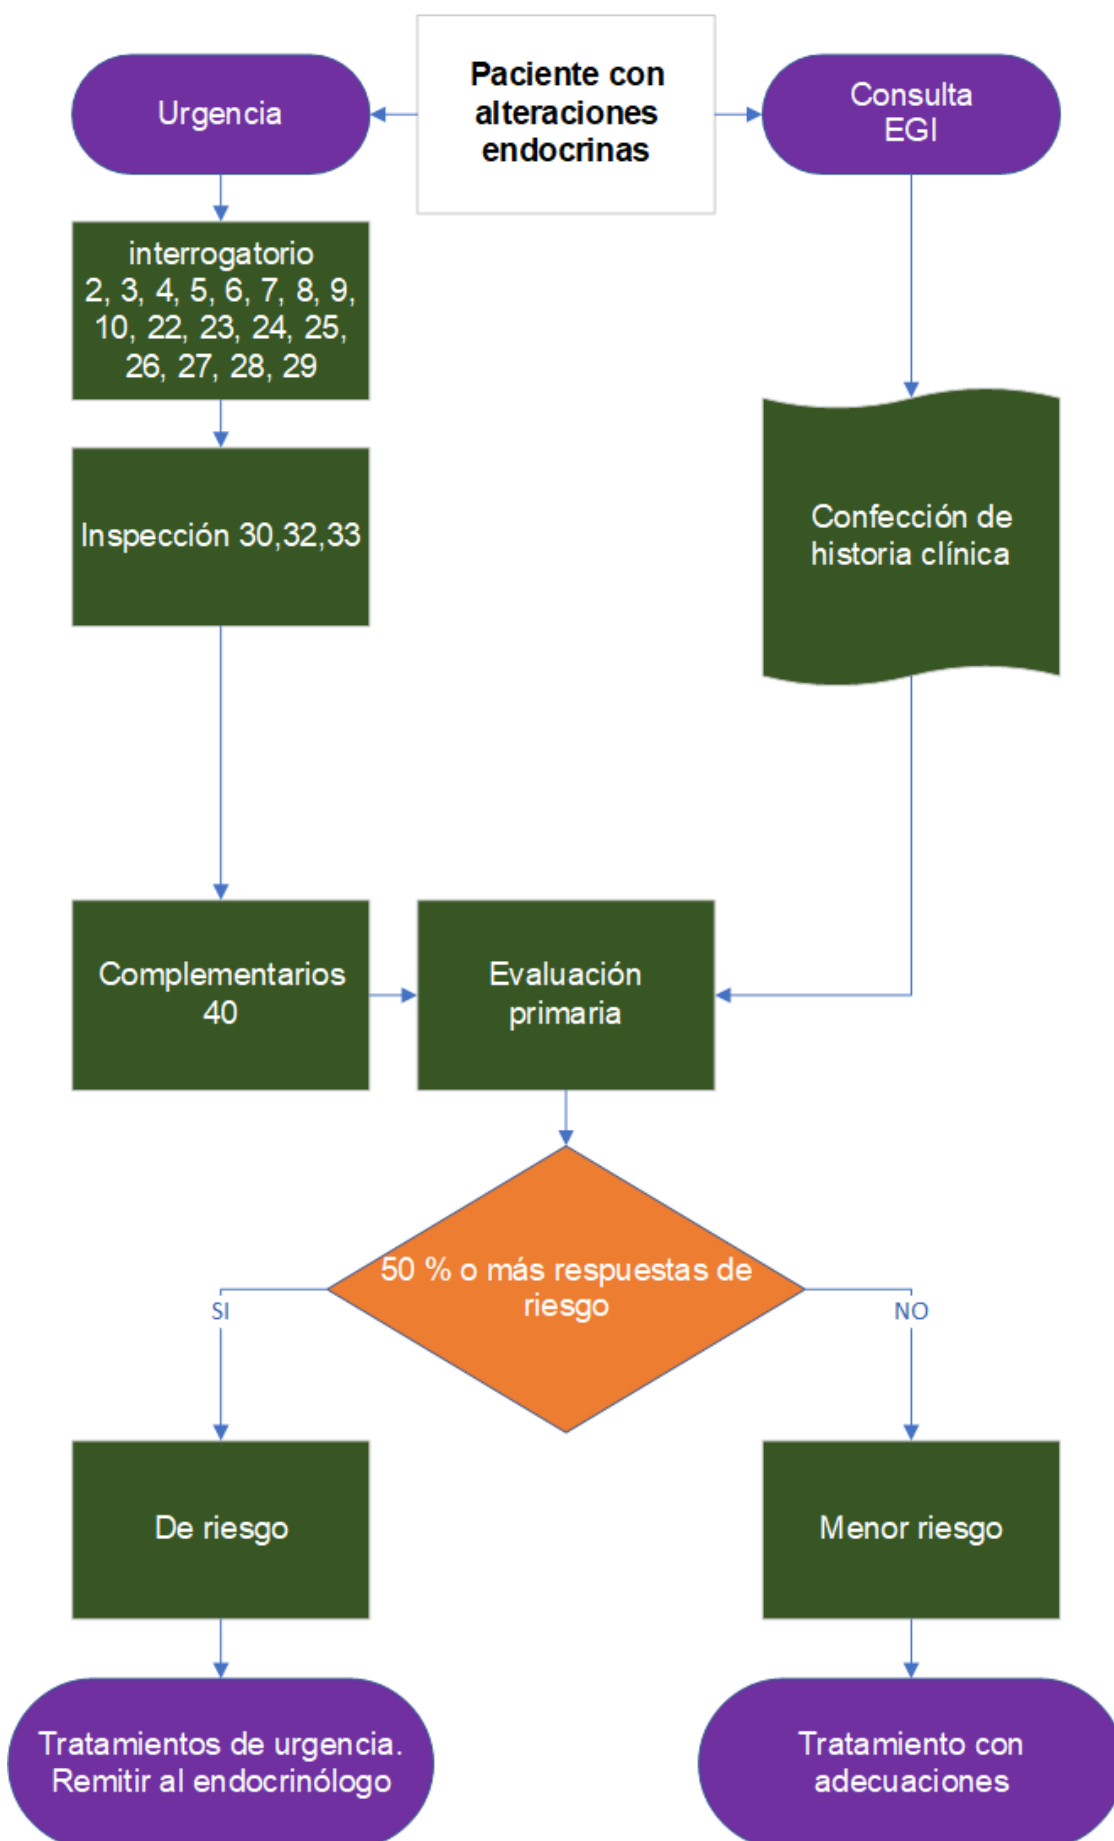 Paciente con
alteraciones
endocrinas
Urgencia
Consulta
EGI
interrogatorio
2, 3, 4, 5, 6, 7, 8, 9,
10, 22, 23, 24, 25,
26, 27, 28, 29
Inspección 30,32,33
Confección de
historia clínica
Complementarios
40
Evaluación
primaria
50 % o más respuestas de
riesgo
SI
NO
De riesgo
Menor riesgo
Tratamientos de urgencia.
Remitir al endocrinólogo
Tratamiento con
adecuaciones